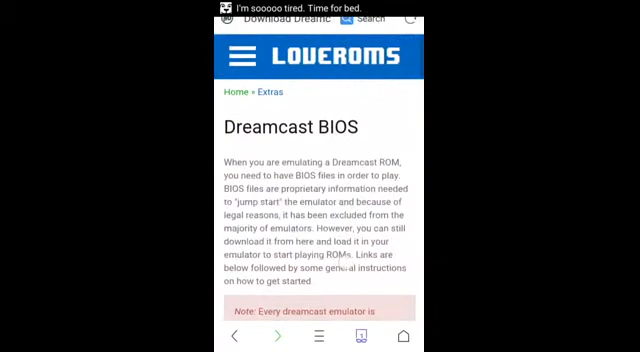 I'm sooooo tired. Time for bed.
Download Dreamc Search
LOVEROMS
Home » Extras
Dreamcast BIOS
When you are emulating a Dreamcast ROM,
you need to have BIOS files in order to play.
BIOS files are proprietary information needed
to "jump start" the emulator and because of
legal reasons, it has been excluded from the
majority of emulators. However, you can still
download it from here and load it in your
emulator to start playing ROMs. Links are
below followed by some general instructions
on how to get started
Note: Every dreamcast emulator is
1